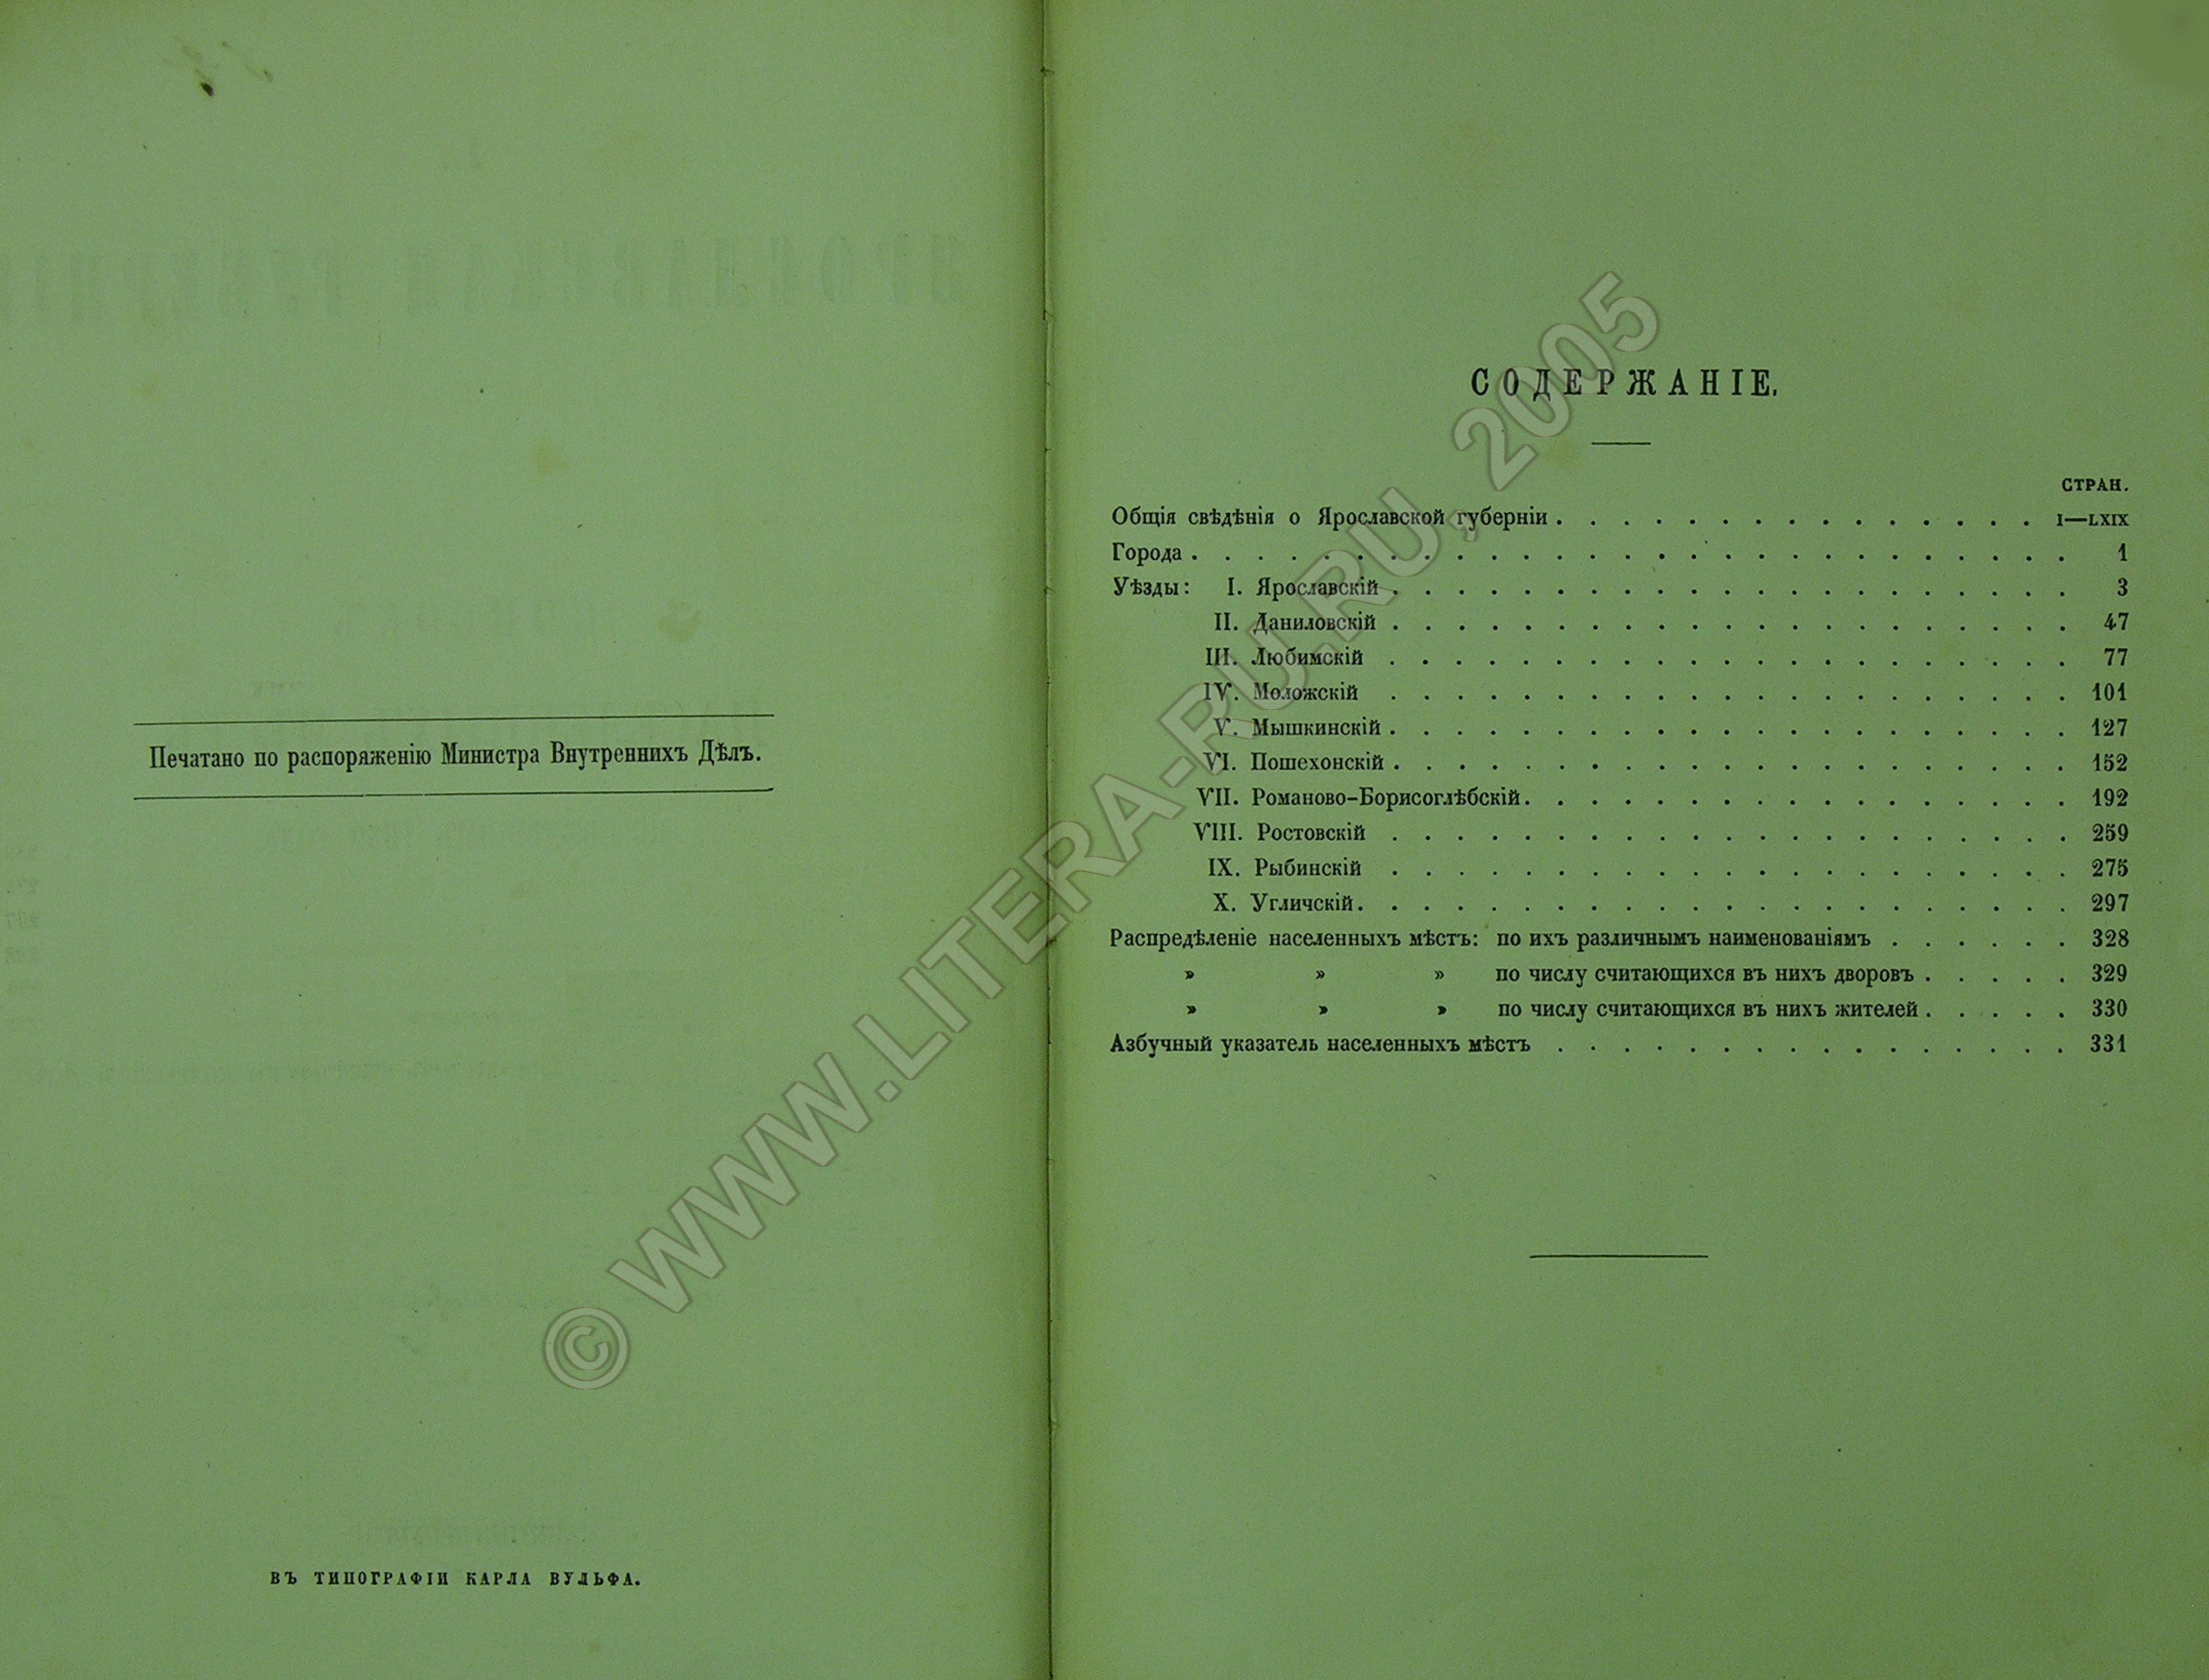 Печатано по распоряженію Министра Внутреннихъ Дѣлъ.
ВЪ ТИПОГРАФІИ КАРЛА ВУЛЬФА.
СОДЕРЖАНІЕ.
СТРАН.
Общія свѣдѣнія о Ярославской губерніи . . . . . . . . . . . . . . . I—LXIX
Города . . . . . . . . . . . . . . . . . . . . . . . . . . . 1
Уѣзды: I. Ярославскій . . . . . . . . . . . . . . . . . . . . . 3
II. Даниловскій . . . . . . . . . . . . . . . . . . . . . 47
III. Любимскій . . . . . . . . . . . . . . . . . . . . . 77
IV. Моложскій . . . . . . . . . . . . . . . . . . . . . 101
V. Мышкинскій . . . . . . . . . . . . . . . . . . . . . 127
VI. Пошехонскій . . . . . . . . . . . . . . . . . . . . . 152
VII. Романово-Борисоглѣбскій . . . . . . . . . . . . . . . . . 192
VIII. Ростовскій . . . . . . . . . . . . . . . . . . . . . 259
IX. Рыбинскій . . . . . . . . . . . . . . . . . . . . . 275
X. Угличскій . . . . . . . . . . . . . . . . . . . . . . 297
Распредѣленіе населенныхъ мѣстъ: по ихъ различнымъ наименованіямъ . . . . . . 328
» » » по числу считающихся въ нихъ дворовъ . . . . . 329
» » » по числу считающихся въ нихъ жителей . . . . . 330
Азбучный указатель населенныхъ мѣстъ . . . . . . . . . . . . . . . . 331
© WWW.LITERA-RU.RU, 2005